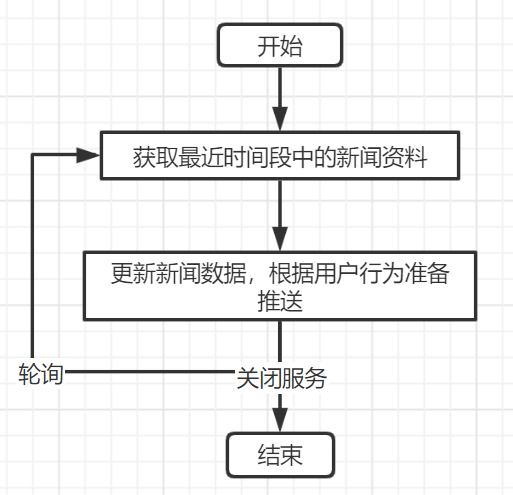 开始
获取最近时间段中的新闻资料
更新新闻数据，根据用户行为准备
推送
轮询
关闭服务
结束